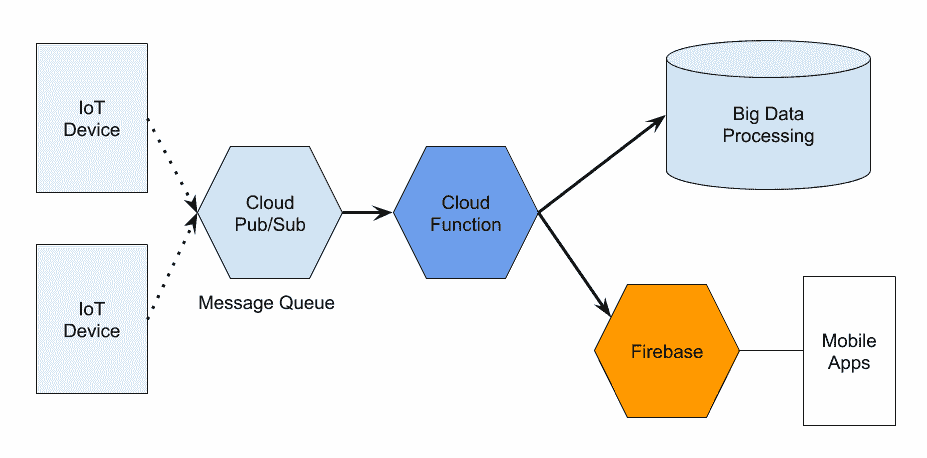 IoT
Device
Cloud
Pub/Sub
Message Queue
IoT
Device
Cloud
Function
Big Data
Processing
Firebase
Mobile
Apps